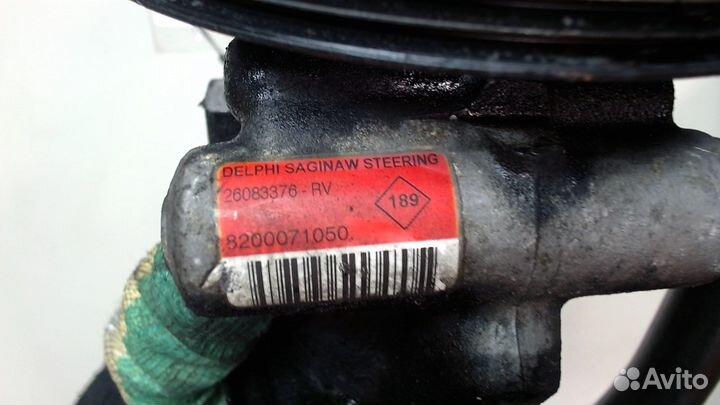 DELPHI SAGINAW STEERING
26083376-RV
189
8200071050
Avito